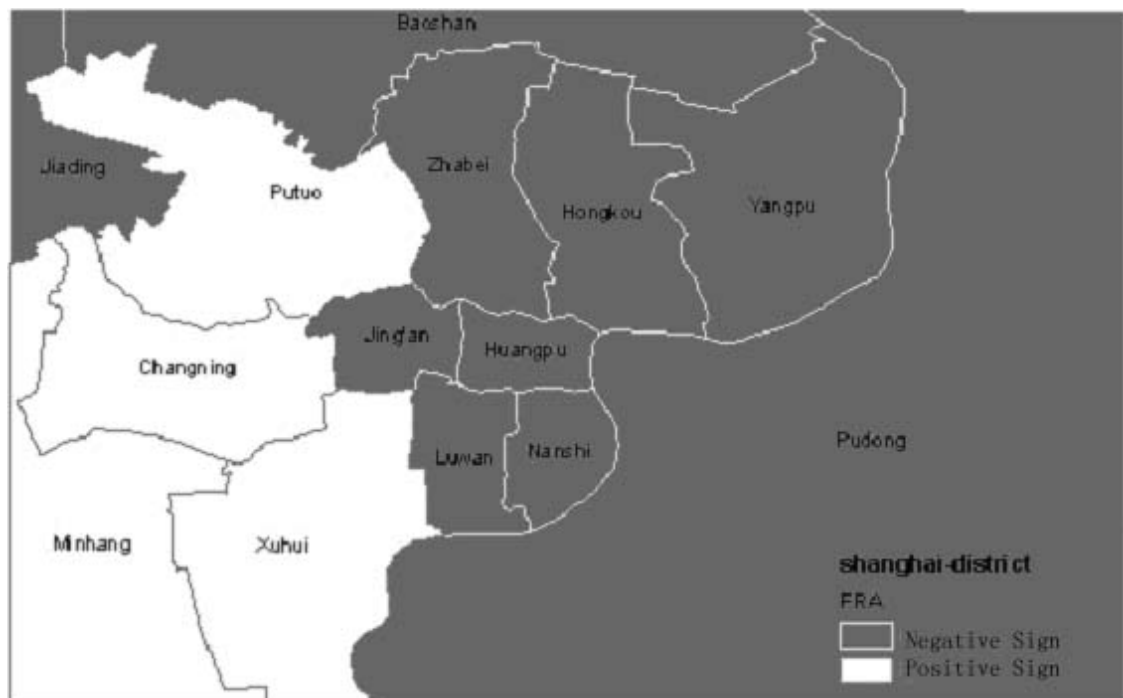 Baoshan
Jiading
Putuo
Zhabei
Hongkou
Yangpu
Changning
Jing'an
Huangpu
Luwan
Nanshi
Pudong
Minhang
Xuhui
shanghai-district
FRA
Negative Sign
Positive Sign